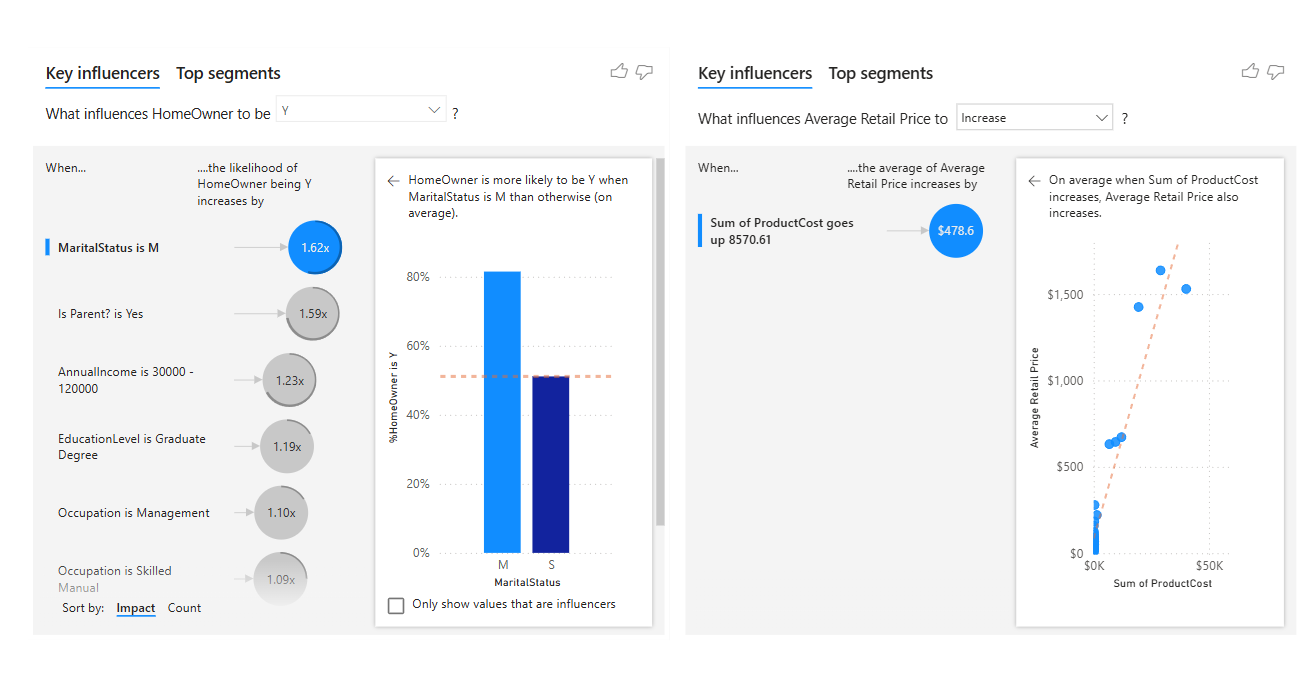 Key influencers Top segments
What influences HomeOwner to be Y ?
When...
....the likelihood of
HomeOwner being Y
increases by
MaritalStatus is M
1.62x
Is Parent? is Yes
1.59x
AnnualIncome is 30000 -
120000
1.23x
EducationLevel is Graduate
Degree
1.19x
Occupation is Management
1.10x
Occupation is Skilled
Manual
1.09x
Sort by: Impact Count
HomeOwner is more likely to be Y when
MaritalStatus is M than otherwise (on
average).
%HomeOwner is Y
80%
60%
40%
20%
0%
M S
MaritalStatus
Only show values that are influencers
Key influencers Top segments
What influences Average Retail Price to Increase ?
When...
....the average of Average
Retail Price increases by
Sum of ProductCost goes
up 8570.61
$478.6
On average when Sum of ProductCost
increases, Average Retail Price also
increases.
Average Retail Price
$1,500
$1,000
$500
$0
$0K $50K
Sum of ProductCost